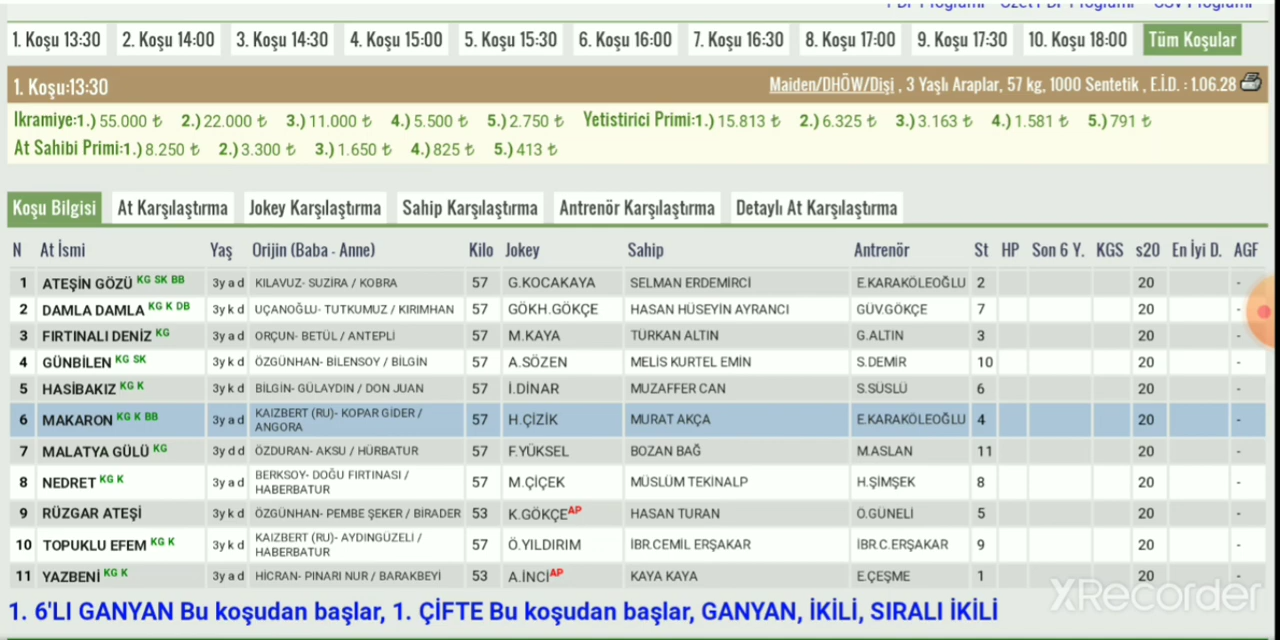 PDF Programı Özet PDF Programı CSV Programı
1. Koşu 13:30 2. Koşu 14:00 3. Koşu 14:30 4. Koşu 15:00 5. Koşu 15:30 6. Koşu 16:00 7. Koşu 16:30 8. Koşu 17:00 9. Koşu 17:30 10. Koşu 18:00 Tüm Koşular
1. Koşu:13:30 Maiden/DHÖW/Dişi , 3 Yaşlı Araplar, 57 kg, 1000 Sentetik , E.İ.D. : 1.06.28
Ikramiye:1.) 55.000 ₺ 2.) 22.000 ₺ 3.) 11.000 ₺ 4.) 5.500 ₺ 5.) 2.750 ₺ Yetistirici Primi:1.) 15.813 ₺ 2.) 6.325 ₺ 3.) 3.163 ₺ 4.) 1.581 ₺ 5.) 791 ₺
At Sahibi Primi:1.) 8.250 ₺ 2.) 3.300 ₺ 3.) 1.650 ₺ 4.) 825 ₺ 5.) 413 ₺
Koşu Bilgisi At Karşılaştırma Jokey Karşılaştırma Sahip Karşılaştırma Antrenör Karşılaştırma Detaylı At Karşılaştırma
N At İsmi Yaş Orijin (Baba - Anne) Kilo Jokey Sahip Antrenör St HP Son 6 Y. KGS s20 En İyi D. AGF
1 ATEŞİN GÖZÜ KG SK BB 3y a d KILAVUZ- SUZİRA / KOBRA 57 G.KOCAKAYA SELMAN ERDEMİRCİ E.KARAKÖLEOĞLU 2 20 -
2 DAMLA DAMLA KG K DB 3y k d UÇANOĞLU- TUTKUMUZ / KIRIMHAN 57 GÖKH.GÖKÇE HASAN HÜSEYİN AYRANCI GÜV.GÖKÇE 7 20 -
3 FIRTINALI DENİZ KG 3y a d ORÇUN- BETÜL / ANTEPLİ 57 M.KAYA TÜRKAN ALTIN G.ALTIN 3 20 -
4 GÜNBİLEN KG SK 3y k d ÖZGÜNHAN- BİLENSOY / BİLGİN 57 A.SÖZEN MELİS KURTEL EMİN S.DEMİR 10 20 -
5 HASİBAKIZ KG K 3y k d BİLGİN- GÜLAYDIN / DON JUAN 57 İ.DİNAR MUZAFFER CAN S.SÜSLÜ 6 20 -
6 MAKARON KG K BB 3y a d KAIZBERT (RU)- KOPAR GİDER / ANGORA 57 H.ÇİZİK MURAT AKÇA E.KARAKÖLEOĞLU 4 20 -
7 MALATYA GÜLÜ KG 3y d d ÖZDURAN- AKSU / HÜRBATUR 57 F.YÜKSEL BOZAN BAĞ M.ASLAN 11 20 -
8 NEDRET KG K 3y a d BERKSOY- DOĞU FIRTINASI / HABERBATUR 57 M.ÇİÇEK MÜSLÜM TEKİNALP H.ŞİMŞEK 8 20 -
9 RÜZGAR ATEŞİ 3y k d ÖZGÜNHAN- PEMBE ŞEKER / BİRADER 53 K.GÖKÇE AP HASAN TURAN Ö.GÜNELİ 5 20 -
10 TOPUKLU EFEM KG K 3y k d KAIZBERT (RU)- AYDINGÜZELİ / HABERBATUR 57 Ö.YILDIRIM İBR.CEMİL ERŞAKAR İBR.C.ERŞAKAR 9 20 -
11 YAZBENİ KG K 3y a d HİCRAN- PINARI NUR / BARAKBEYİ 53 A.İNCİ AP KAYA KAYA E.ÇEŞME 1 20 -
XRecorder
1. 6'LI GANYAN Bu koşudan başlar, 1. ÇİFTE Bu koşudan başlar, GANYAN, İKİLİ, SIRALI İKİLİ